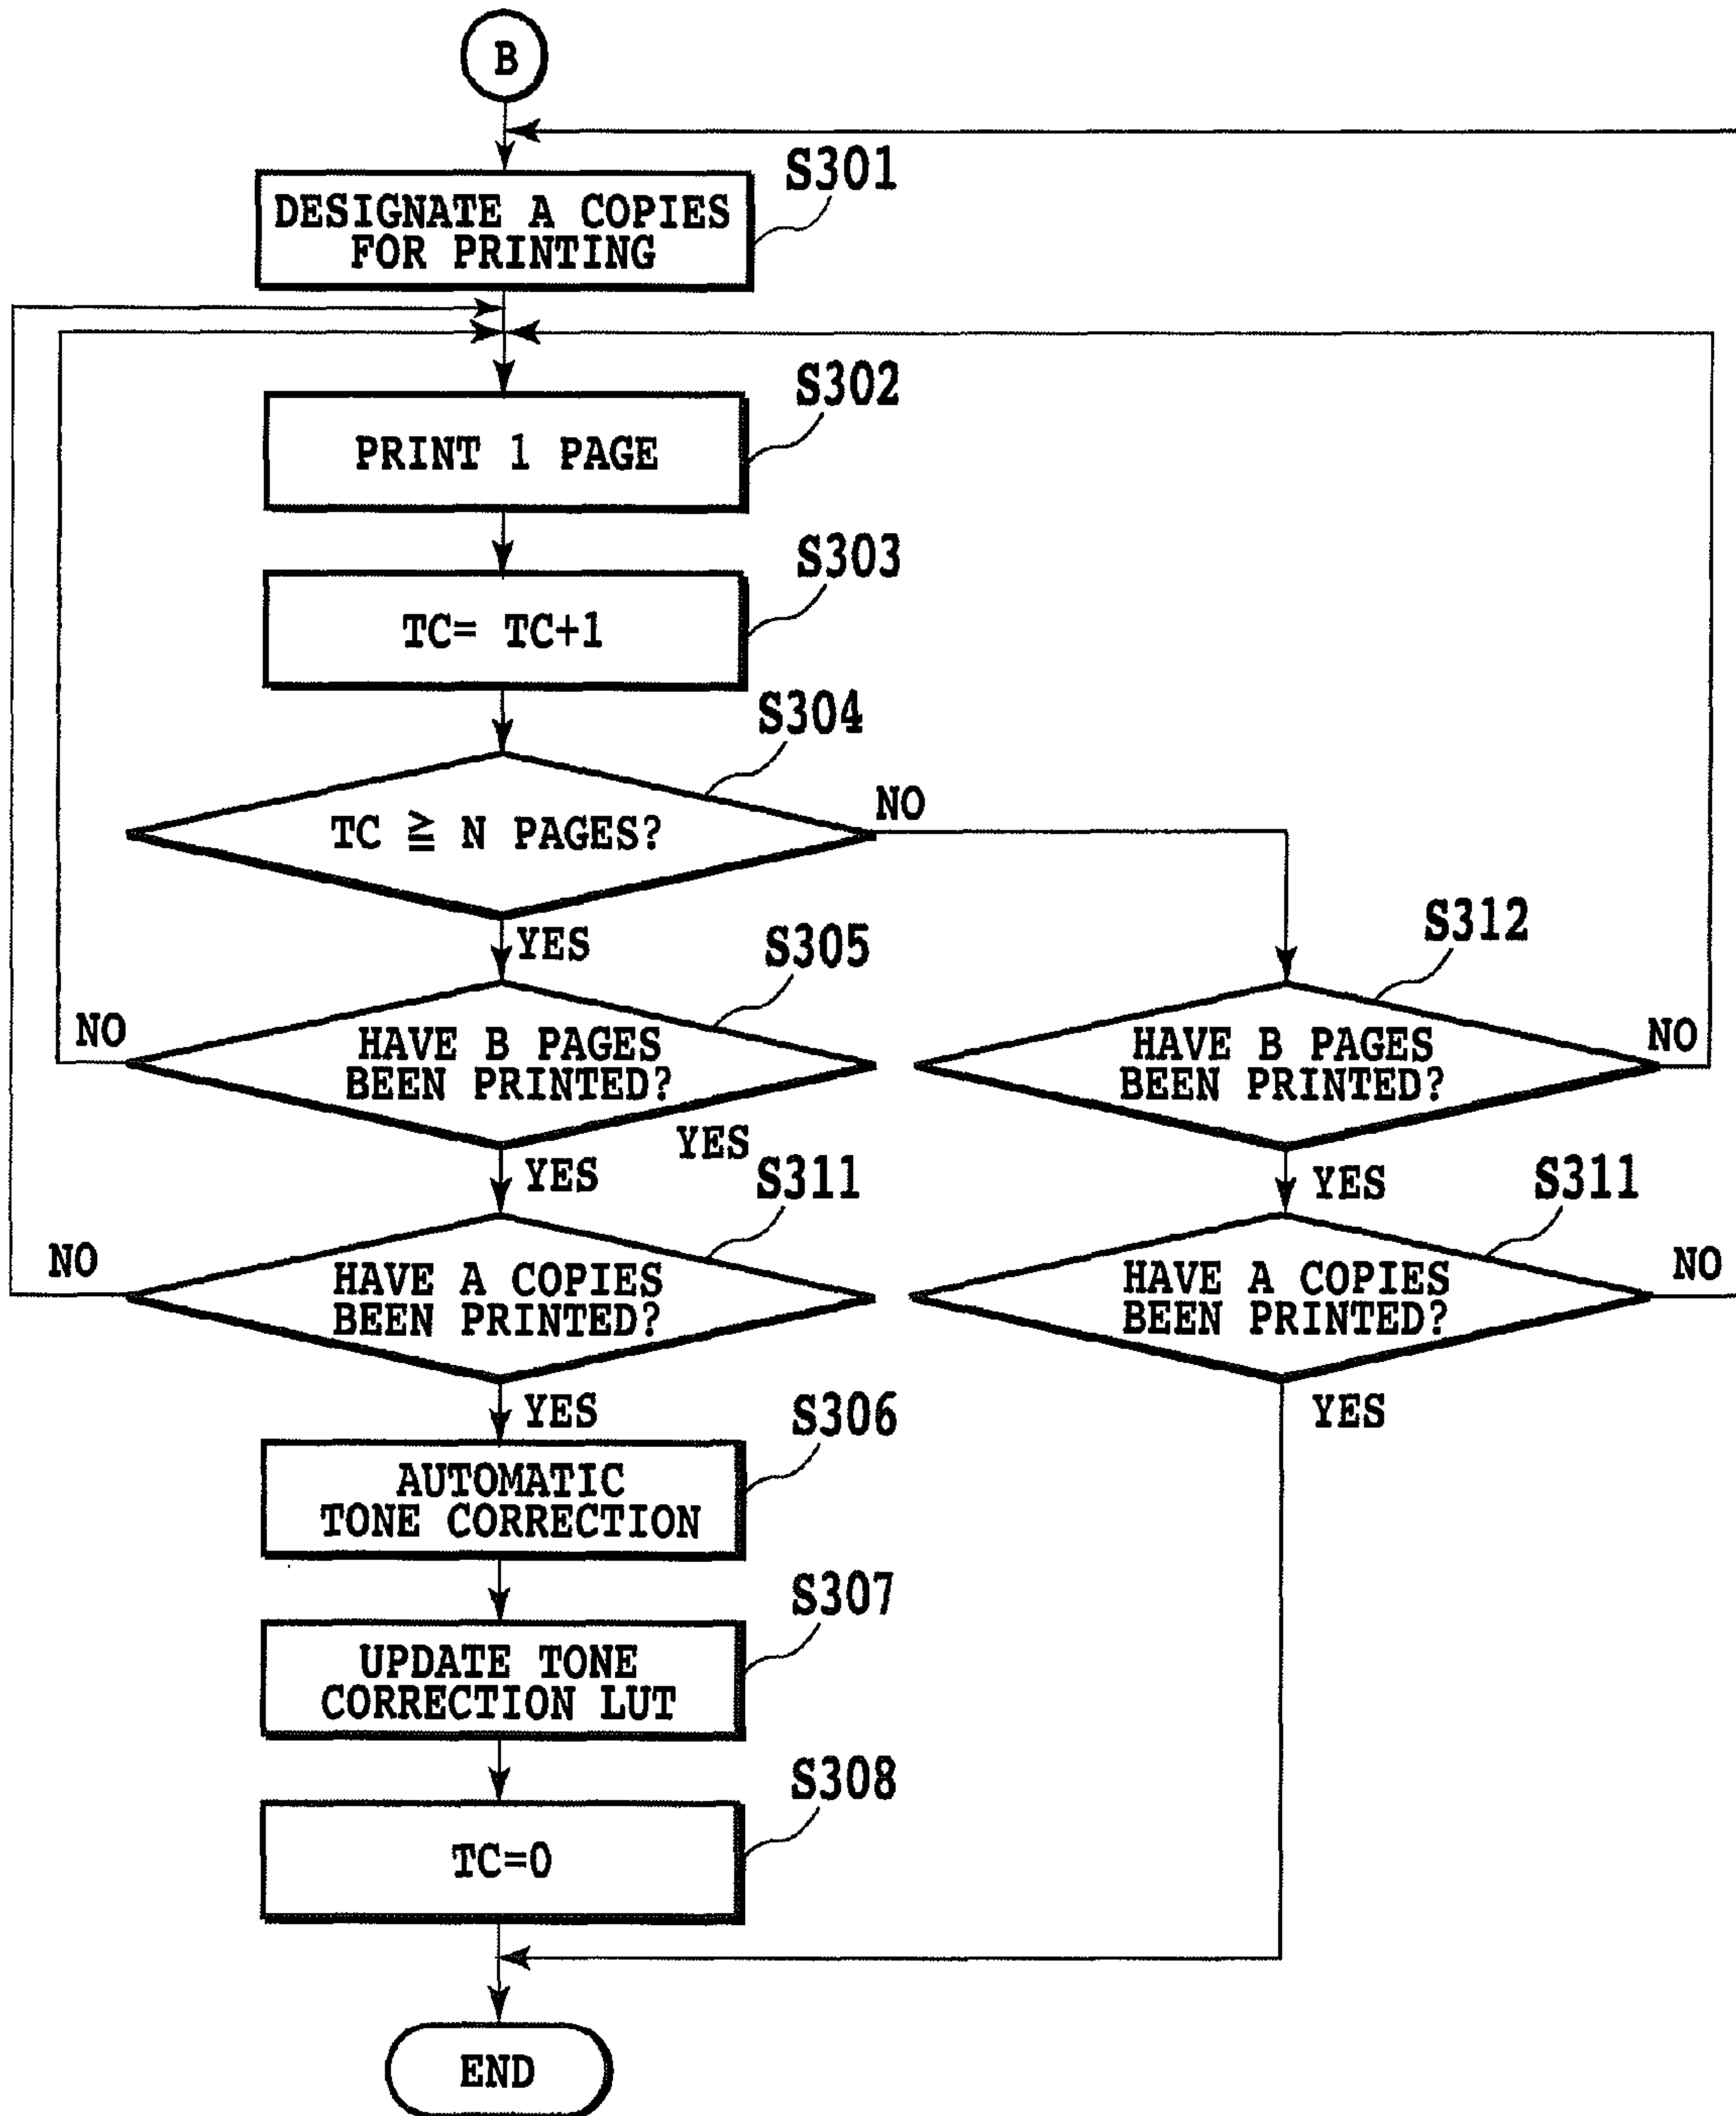 B
S301
DESIGNATE A COPIES
FOR PRINTING
S302
PRINT 1 PAGE
S303
TC= TC+1
S304
TC ≧ N PAGES?
NO
YES
S305
HAVE B PAGES
BEEN PRINTED?
NO
YES
YES
S312
HAVE B PAGES
BEEN PRINTED?
NO
YES
S311
HAVE A COPIES
BEEN PRINTED?
NO
YES
S311
HAVE A COPIES
BEEN PRINTED?
NO
YES
S306
AUTOMATIC
TONE CORRECTION
S307
UPDATE TONE
CORRECTION LUT
S308
TC=0
END